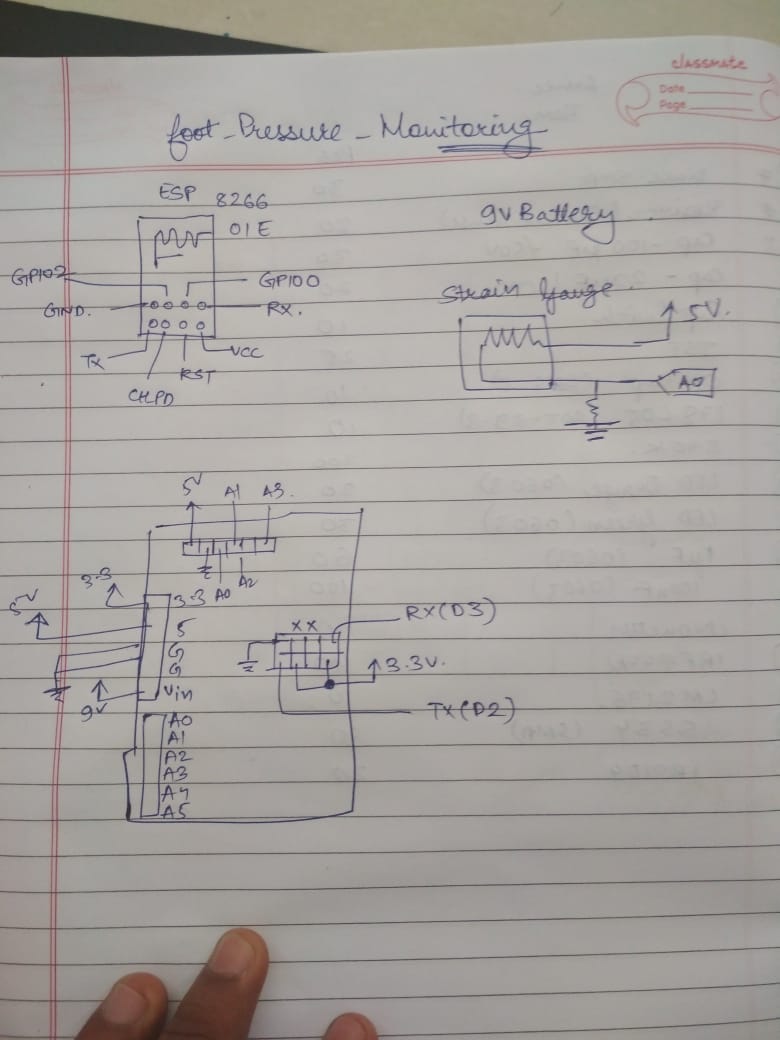 classmate
Date
Page
foot-Pressure-Monitoring
ESP 8266
01E
GPIO2
GPIO0
GND.
RX.
TX
VCC
RST
CHPD
9V Battery.
Strain Gauge.
5V.
A0
5V
A1
A3.
A0
A2
3.3
3.3
5V
5
G
G
9V
Vin
A0
A1
A2
A3
A4
A5
X X
RX(D3)
3.3V.
TX(D2)